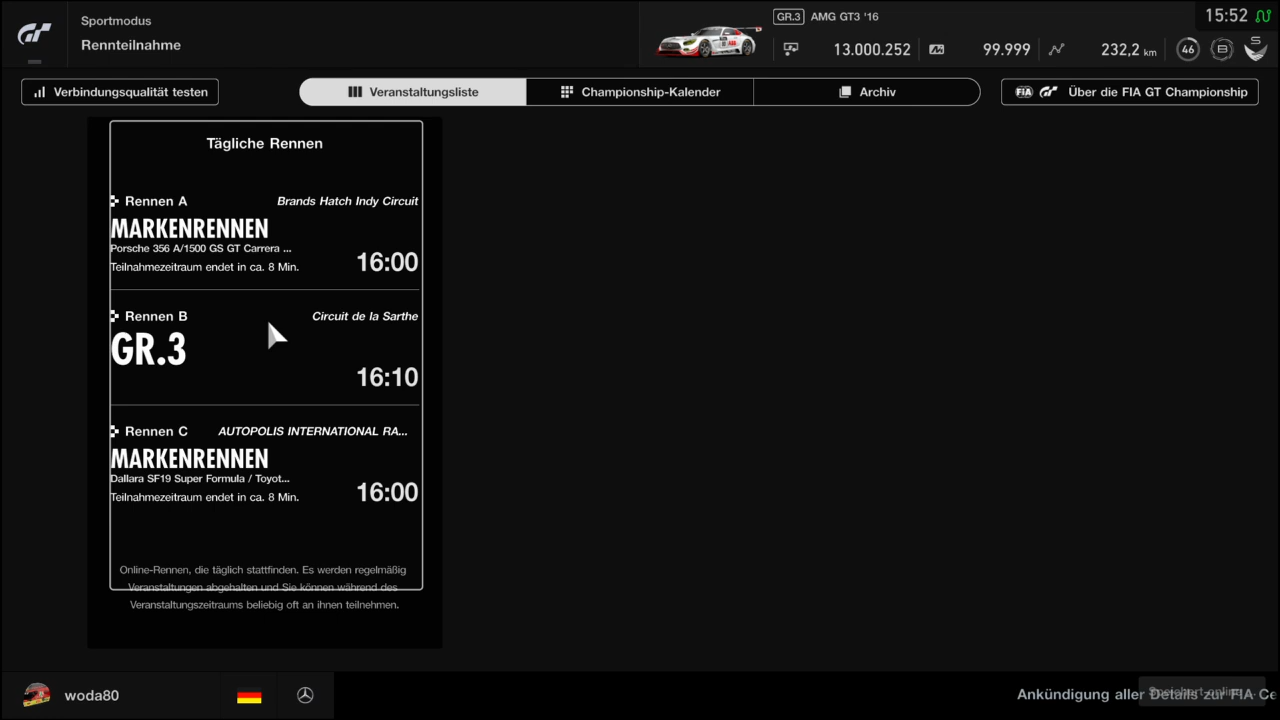 Sportmodus
Rennteilnahme
GR.3 AMG GT3 '16
15:52
13.000.252
99.999
232,2 km
46
B
S
Verbindungsqualität testen
Veranstaltungsliste
Championship-Kalender
Archiv
FIA GT Über die FIA GT Championship
Tägliche Rennen
Rennen A Brands Hatch Indy Circuit
MARKENRENNEN
Porsche 356 A/1500 GS GT Carrera ...
Teilnahmezeitraum endet in ca. 8 Min. 16:00
Rennen B Circuit de la Sarthe
GR.3
16:10
Rennen C AUTOPOLIS INTERNATIONAL RA...
MARKENRENNEN
Dallara SF19 Super Formula / Toyot...
Teilnahmezeitraum endet in ca. 8 Min. 16:00
Online-Rennen, die täglich stattfinden. Es werden regelmäßig
Veranstaltungen abgehalten und Sie können während des
Veranstaltungszeitraums beliebig oft an ihnen teilnehmen.
woda80
Ankündigung aller Details zur FIA Ce
Speichert online ...